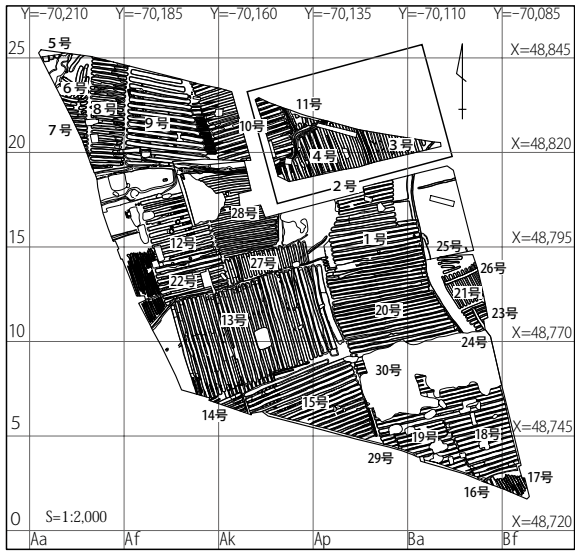 Y=−70,210 Y=−70,185 Y=−70,160 Y=−70,135 Y=−70,110 Y=−70,085
5号
25 X=48,845
6号
8号 9号 11号
7号 10号
3号
4号
20 X=48,820
2号
28号
12号 1号
15 X=48,795
25号
27号 26号
22号 21号
13号 20号 23号
24号
10 X=48,770
30号
15号
14号
5 19号 18号 X=48,745
29号
17号
16号
0 S=1:2,000 X=48,720
Aa Af Ak Ap Ba Bf